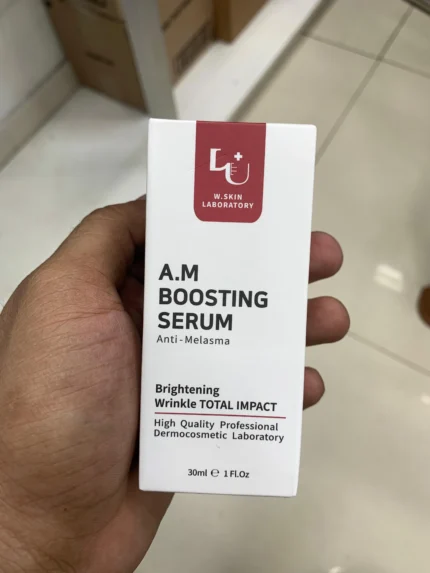 W.SKIN
LABORATORY
A.M
BOOSTING
SERUM
Anti-Melasma
Brightening
Wrinkle TOTAL IMPACT
High Quality Professional
Dermocosmetic Laboratory
30ml ℮ 1 Fl.Oz